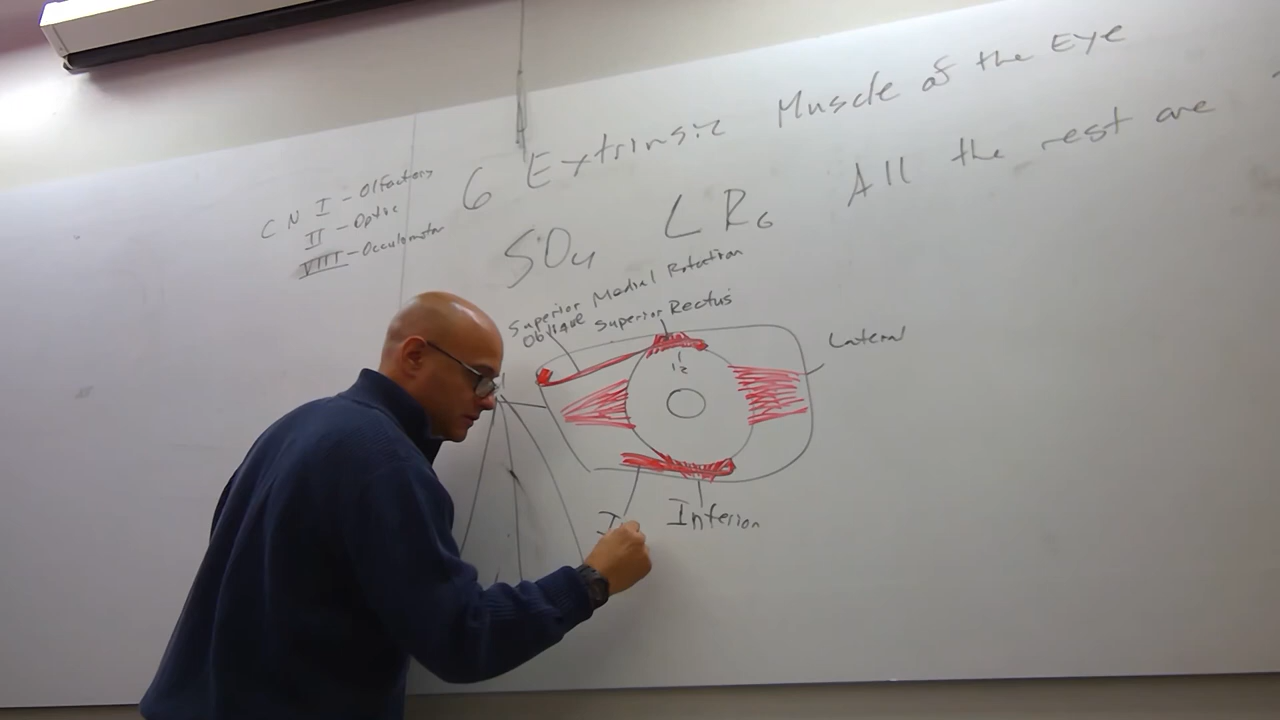 6 Extrinsic Muscle of the Eye
CN I - Olfactory
II - Optic
VIII - Occulomotor
SO4 LR6 All the rest are
Medial Rotation
Superior Oblique
Superior Rectus
12
Lateral
Inferior
I